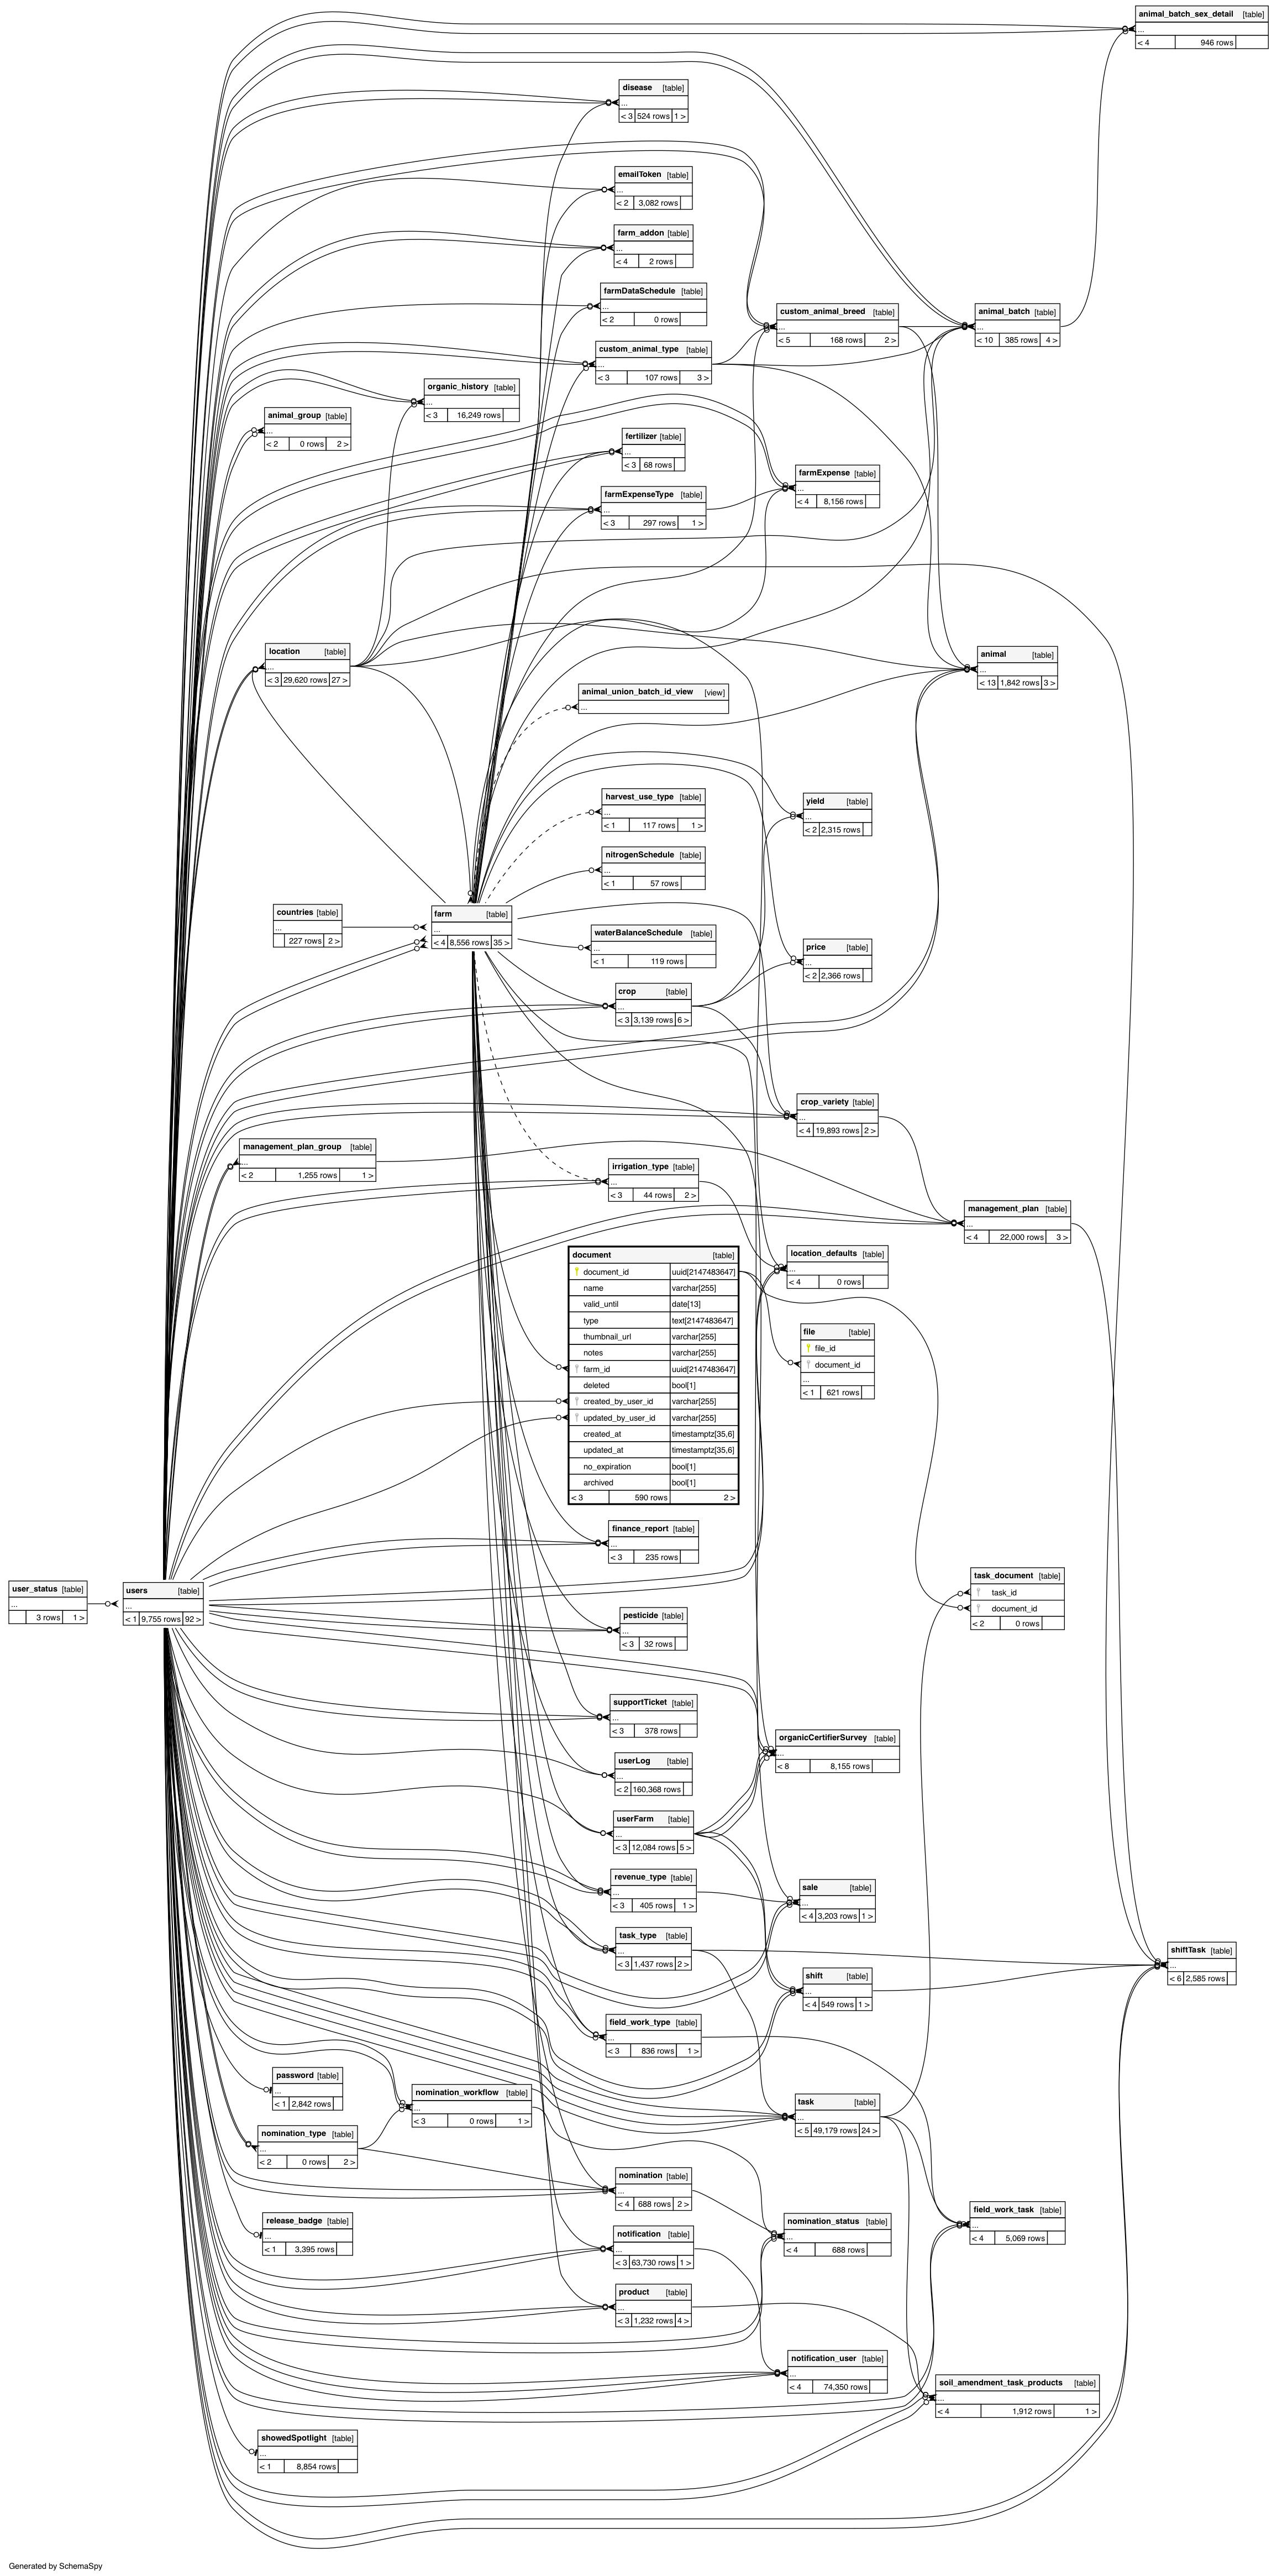 animal_batch_sex_detail [table]
...
< 4 946 rows
disease [table]
...
< 3 524 rows 1 >
emailToken [table]
...
< 2 3,082 rows
farm_addon [table]
...
< 4 2 rows
farmDataSchedule [table]
...
< 2 0 rows
custom_animal_breed [table]
...
< 5 168 rows 2 >
animal_batch [table]
...
< 10 385 rows 4 >
custom_animal_type [table]
...
< 3 107 rows 3 >
organic_history [table]
...
< 3 16,249 rows
animal_group [table]
...
< 2 0 rows 2 >
fertilizer [table]
...
< 3 68 rows
farmExpense [table]
...
< 4 8,156 rows
farmExpenseType [table]
...
< 3 297 rows 1 >
location [table]
...
< 3 29,620 rows 27 >
animal [table]
...
< 13 1,842 rows 3 >
animal_union_batch_id_view [view]
...
harvest_use_type [table]
...
< 1 117 rows 1 >
yield [table]
...
< 2 2,315 rows
nitrogenSchedule [table]
...
< 1 57 rows
countries [table]
...
227 rows 2 >
farm [table]
...
< 4 8,556 rows 35 >
waterBalanceSchedule [table]
...
< 1 119 rows
price [table]
...
< 2 2,366 rows
crop [table]
...
< 3 3,139 rows 6 >
crop_variety [table]
...
< 4 19,893 rows 2 >
management_plan_group [table]
...
< 2 1,255 rows 1 >
irrigation_type [table]
...
< 3 44 rows 2 >
management_plan [table]
...
< 4 22,000 rows 3 >
location_defaults [table]
...
< 4 0 rows
document [table]
document_id uuid[2147483647]
name varchar[255]
valid_until date[13]
type text[2147483647]
thumbnail_url varchar[255]
notes varchar[255]
farm_id uuid[2147483647]
deleted bool[1]
created_by_user_id varchar[255]
updated_by_user_id varchar[255]
created_at timestamptz[35,6]
updated_at timestamptz[35,6]
no_expiration bool[1]
archived bool[1]
< 3 590 rows 2 >
file [table]
file_id
document_id
...
< 1 621 rows
finance_report [table]
...
< 3 235 rows
user_status [table]
...
3 rows 1 >
users [table]
...
< 1 9,755 rows 92 >
task_document [table]
task_id
document_id
< 2 0 rows
pesticide [table]
...
< 3 32 rows
supportTicket [table]
...
< 3 378 rows
organicCertifierSurvey [table]
...
< 8 8,155 rows
userLog [table]
...
< 2 160,368 rows
userFarm [table]
...
< 3 12,084 rows 5 >
revenue_type [table]
...
< 3 405 rows 1 >
sale [table]
...
< 4 3,203 rows 1 >
task_type [table]
...
< 3 1,437 rows 2 >
shiftTask [table]
...
< 6 2,585 rows
shift [table]
...
< 4 549 rows 1 >
field_work_type [table]
...
< 3 836 rows 1 >
password [table]
...
< 1 2,842 rows
nomination_workflow [table]
...
< 3 0 rows 1 >
task [table]
...
< 5 49,179 rows 24 >
nomination_type [table]
...
< 2 0 rows 2 >
nomination [table]
...
< 4 688 rows 2 >
release_badge [table]
...
< 1 3,395 rows
notification [table]
...
< 3 63,730 rows 1 >
nomination_status [table]
...
< 4 688 rows
field_work_task [table]
...
< 4 5,069 rows
product [table]
...
< 3 1,232 rows 4 >
notification_user [table]
...
< 4 74,350 rows
soil_amendment_task_products [table]
...
< 4 1,912 rows 1 >
showedSpotlight [table]
...
< 1 8,854 rows
Generated by SchemaSpy